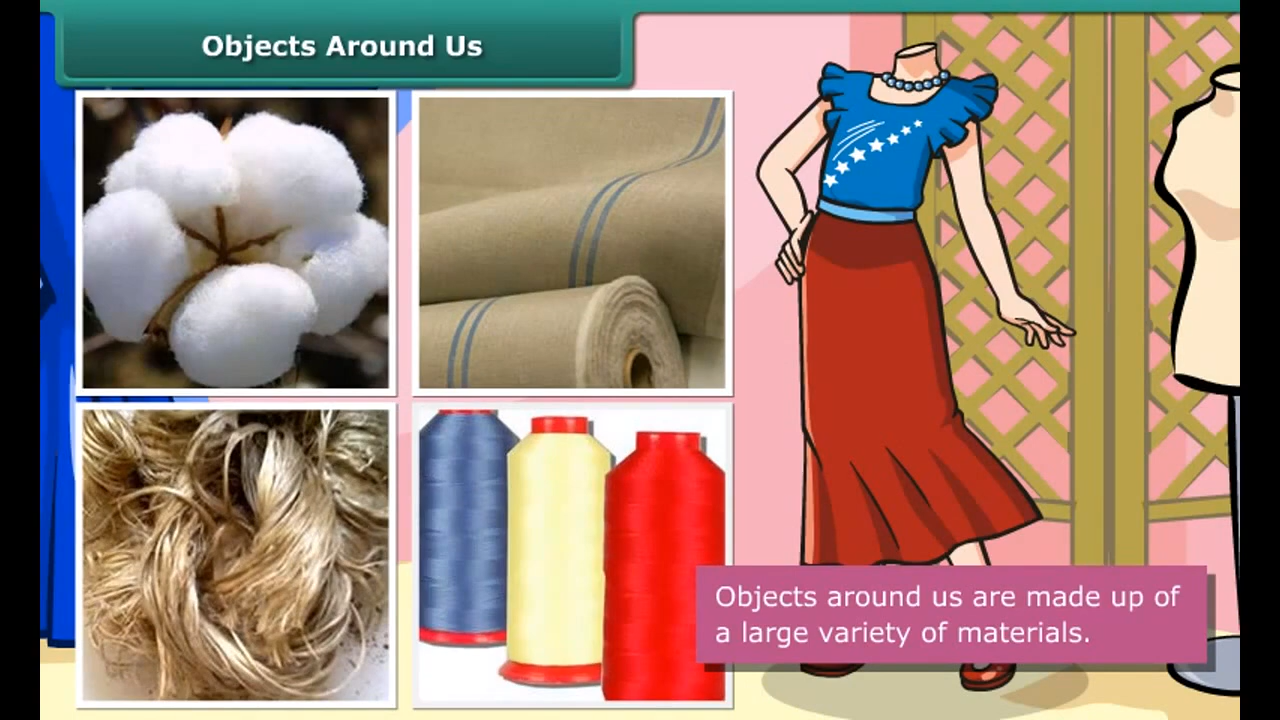 Objects Around Us
Objects around us are made up of
a large variety of materials.